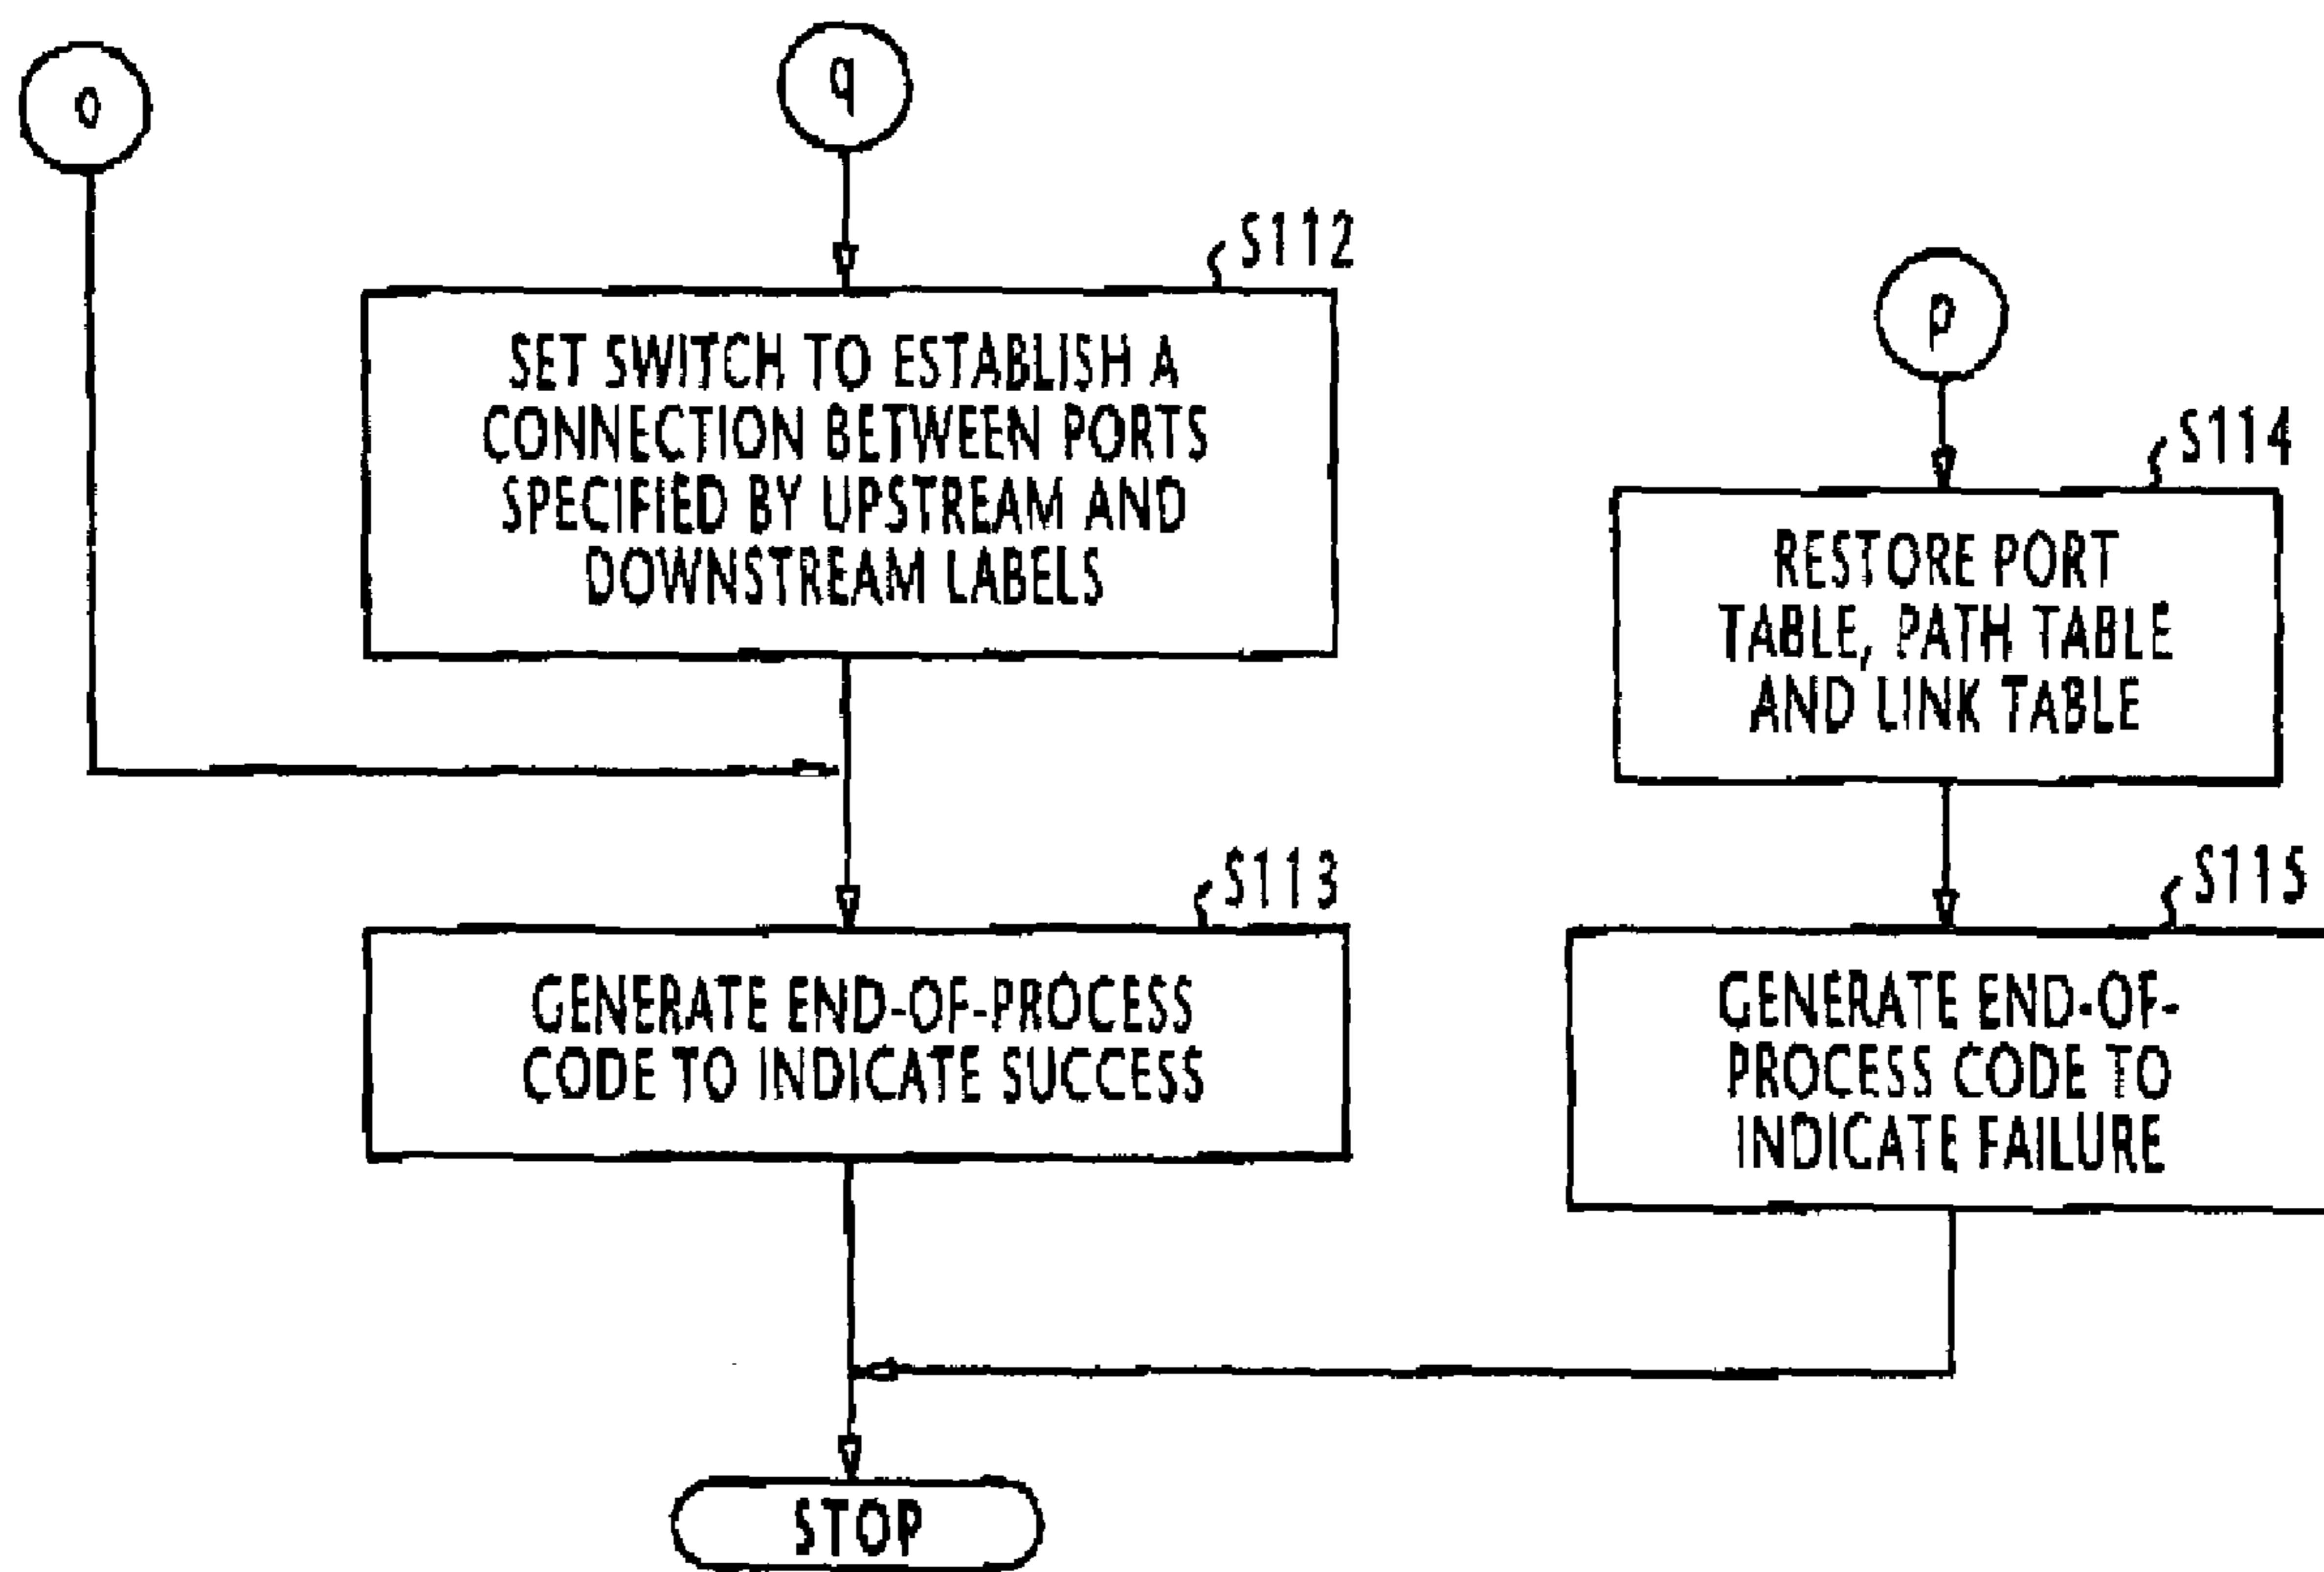 o
q
S112
SET SWITCH TO ESTABLISH A
CONNECTION BETWEEN PORTS
SPECIFIED BY UPSTREAM AND
DOWNSTREAM LABELS
p
S114
RESTORE PORT
TABLE, PATH TABLE
AND LINK TABLE
S113
GENERATE END-OF-PROCESS
CODE TO INDICATE SUCCESS
S115
GENERATE END-OF-
PROCESS CODE TO
INDICATE FAILURE
STOP